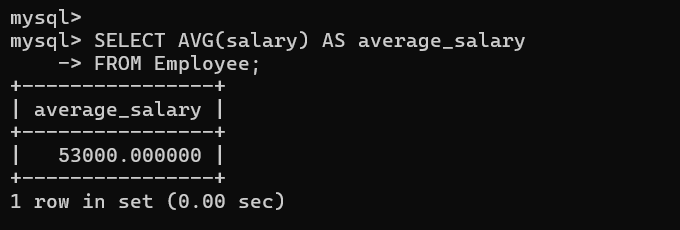 mysql>
mysql> SELECT AVG(salary) AS average_salary
    -> FROM Employee;
+----------------+
| average_salary |
+----------------+
|   53000.000000 |
+----------------+
1 row in set (0.00 sec)